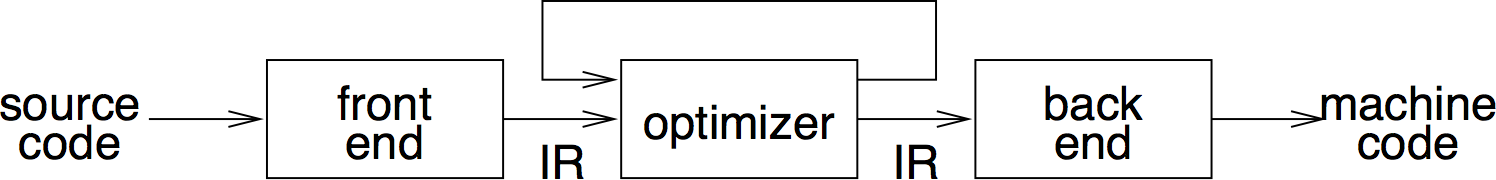 source
code
front
end
IR
optimizer
IR
back
end
machine
code